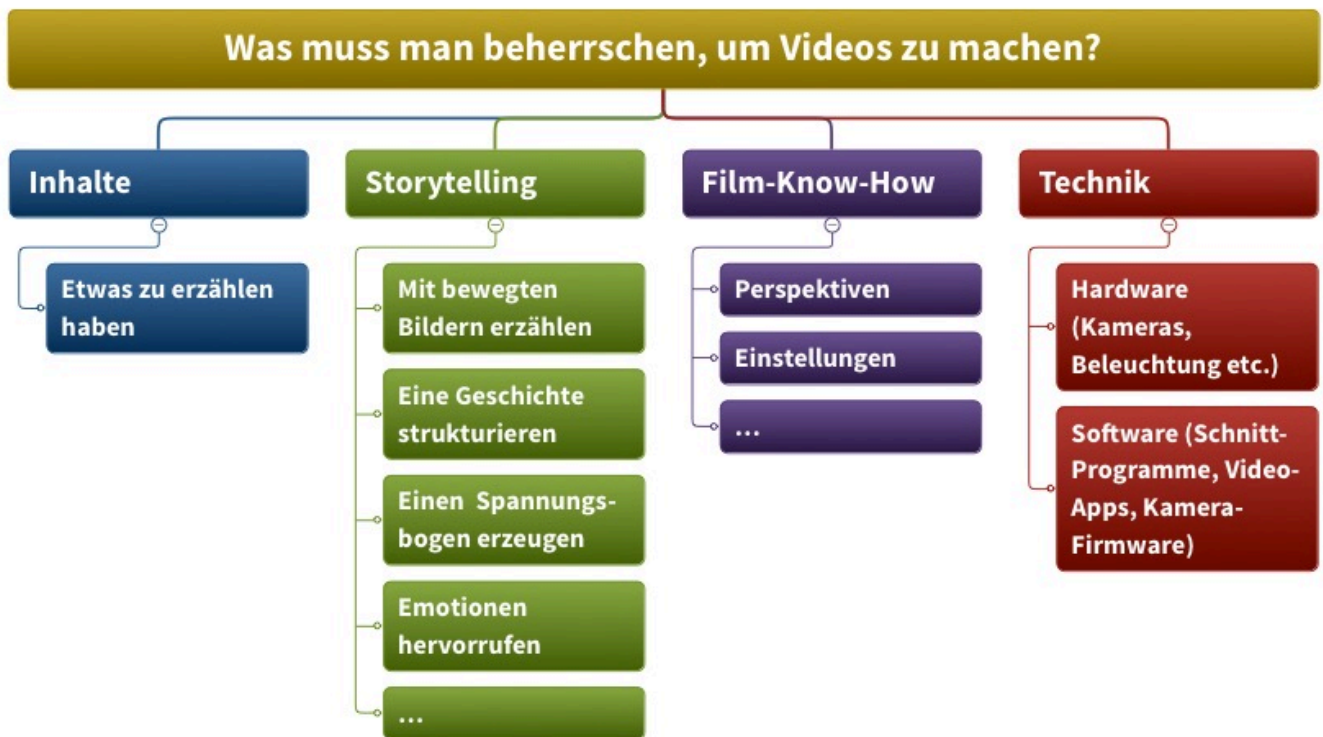 Was muss man beherrschen, um Videos zu machen?
Inhalte
Etwas zu erzählen
haben
Storytelling
Mit bewegten
Bildern erzählen
Eine Geschichte
strukturieren
Einen Spannungs-
bogen erzeugen
Emotionen
hervorrufen
...
Film-Know-How
Perspektiven
Einstellungen
...
Technik
Hardware
(Kameras,
Beleuchtung etc.)
Software (Schnitt-
Programme, Video-
Apps, Kamera-
Firmware)